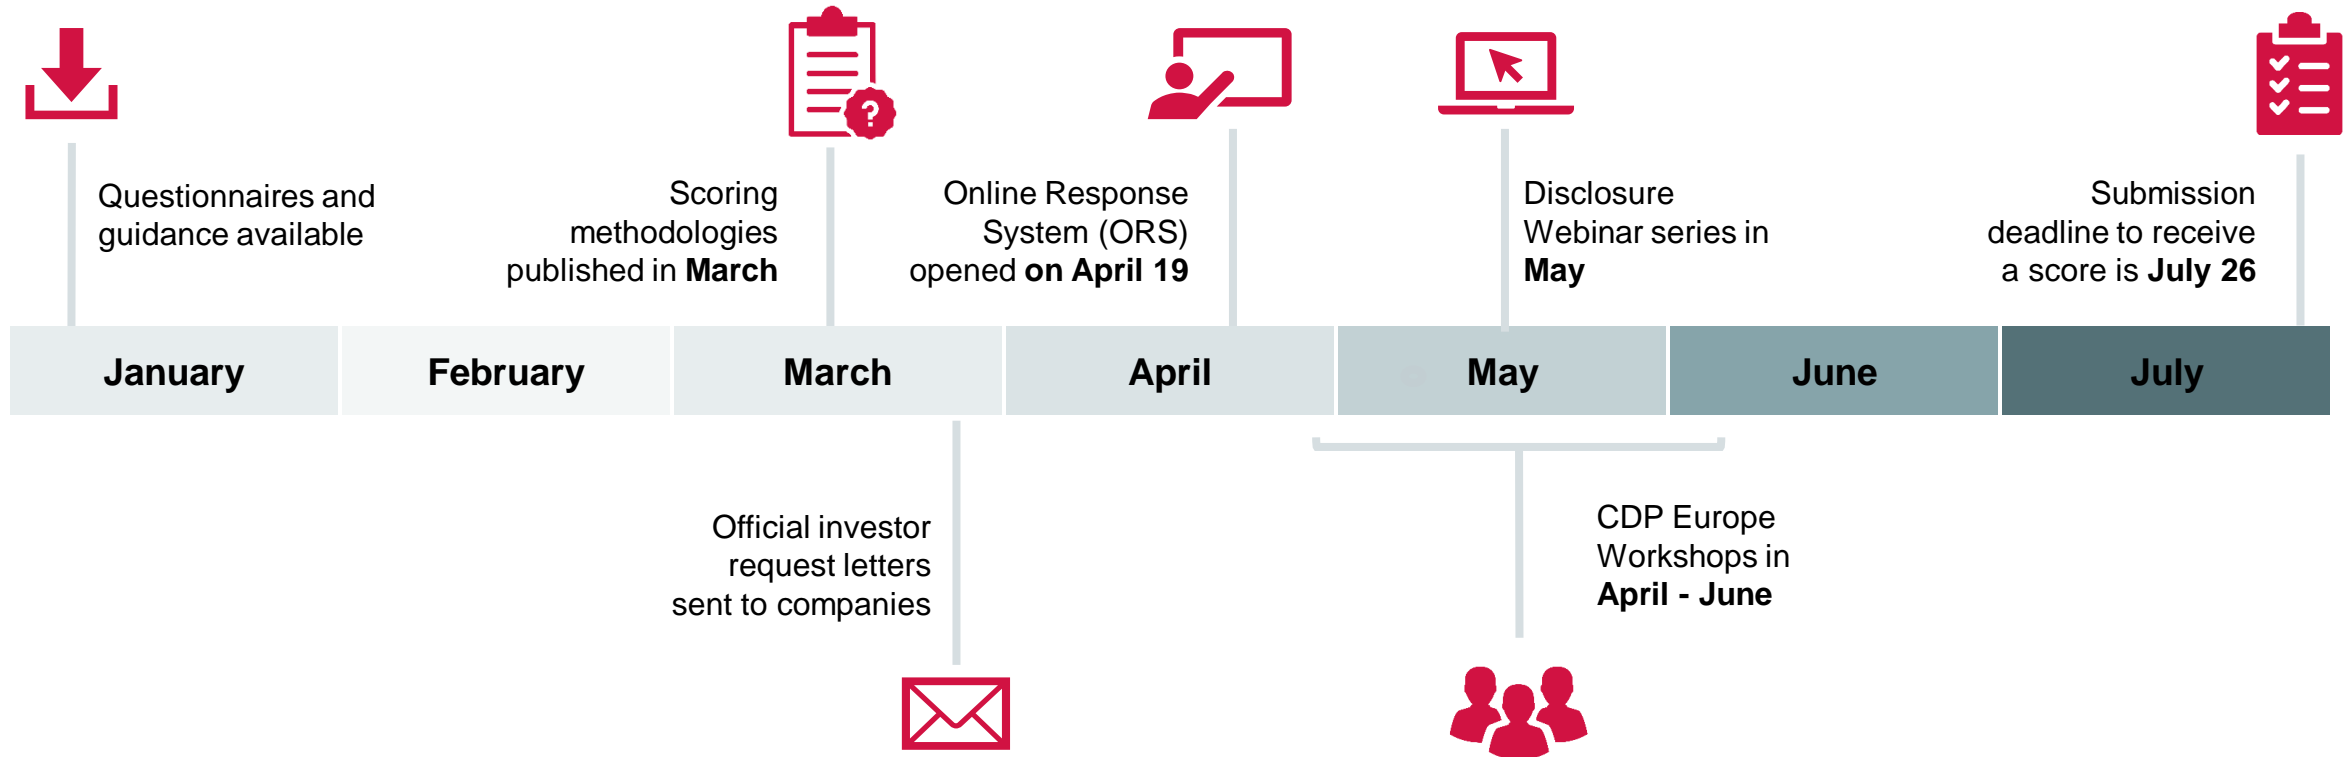 Questionnaires and
guidance available
Scoring
methodologies
published in March
Online Response
System (ORS)
opened on April 19
Disclosure
Webinar series in
May
Submission
deadline to receive
a score is July 26
January
February
March
April
May
June
July
Official investor
request letters
sent to companies
CDP Europe
Workshops in
April - June
?